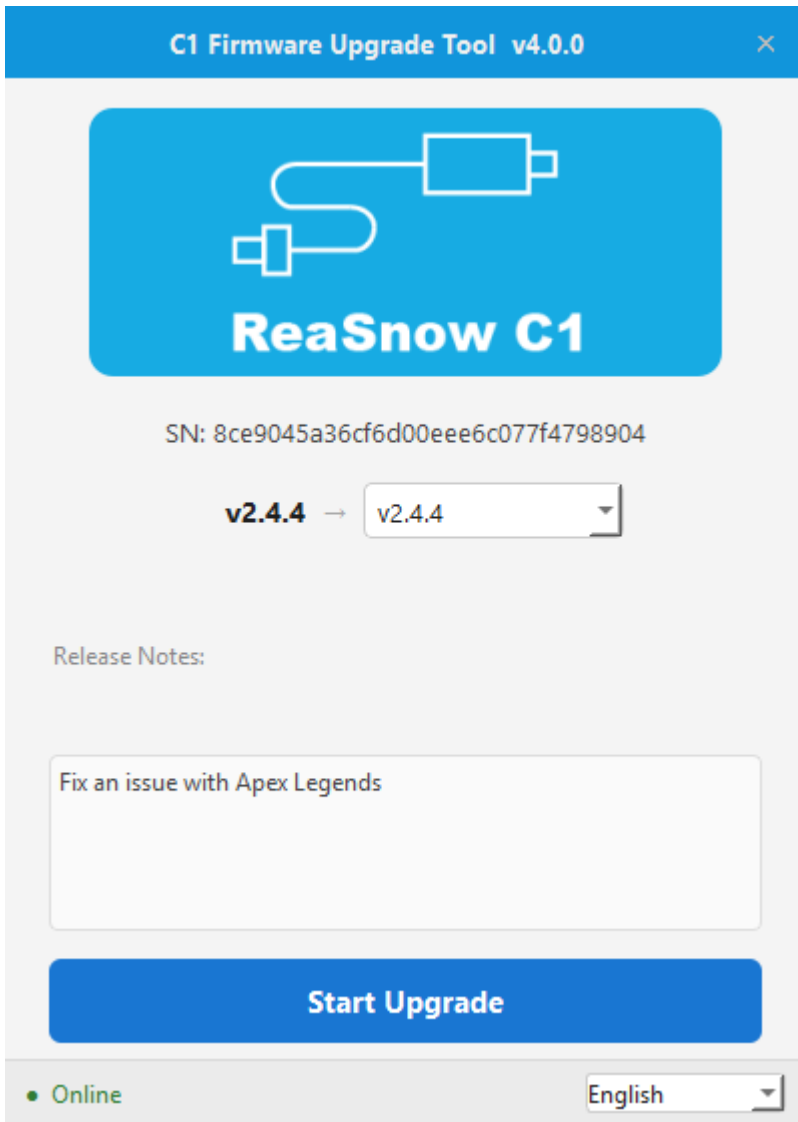 C1 Firmware Upgrade Tool v4.0.0 ×
ReaSnow C1
SN: 8ce9045a36cf6d00eee6c077f4798904
v2.4.4 → v2.4.4
Release Notes:
Fix an issue with Apex Legends
Start Upgrade
• Online English